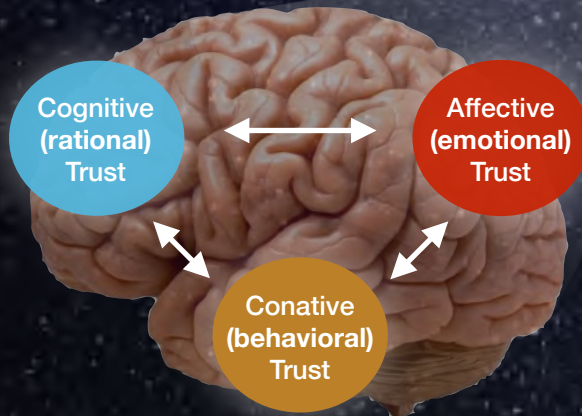 Cognitive
(rational)
Trust
Affective
(emotional)
Trust
Conative
(behavioral)
Trust